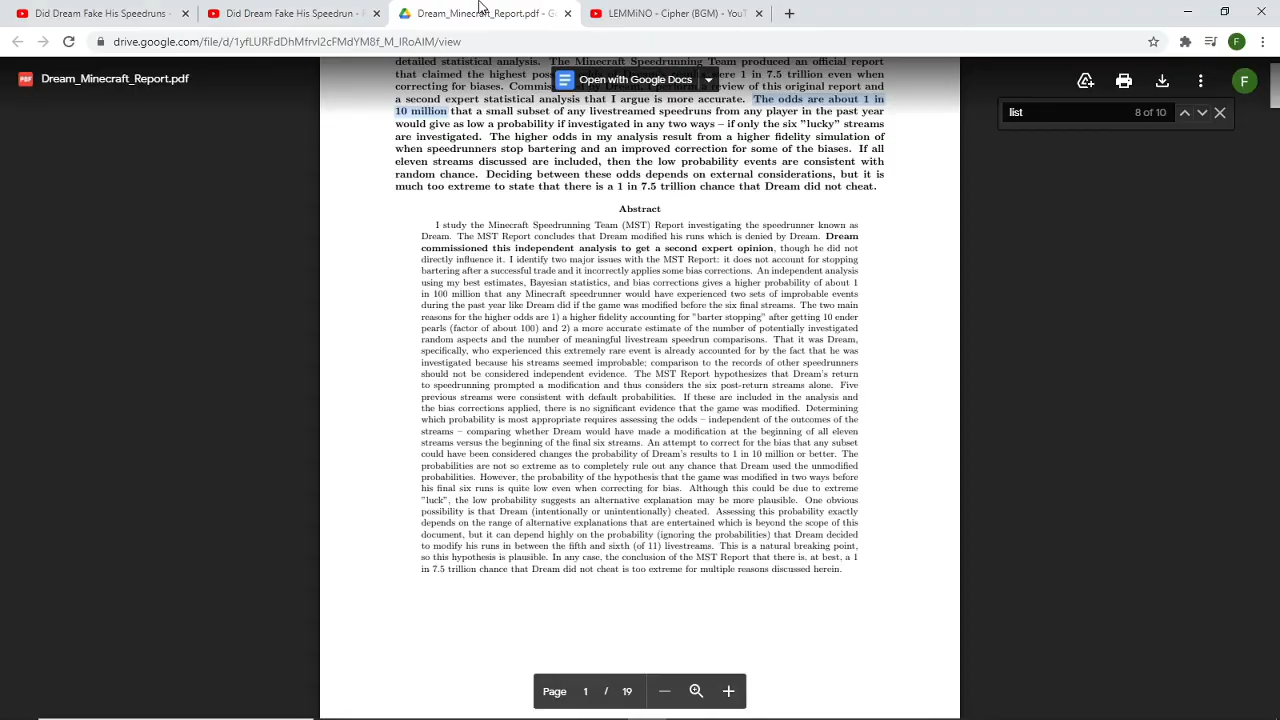 Did Dream Fake His Speedruns -
Did Dream Fake His Speedrun - R
Dream_Minecraft_Report.pdf - Go
LEMMiNO - Cipher (BGM) - YouT
drive.google.com/file/d/1yfLURFdDhMfrvI2cFMdYM8f_M_IRoAIM/view
F
PDF
Dream_Minecraft_Report.pdf
Open with Google Docs
F
list
8 of 10
detailed statistical analysis. The Minecraft Speedrunning Team produced an official report
that claimed the highest
were 1 in 7.5 trillion even when
correcting for biases.
review of this original report and
a second expert statistical analysis that I argue is more accurate. The odds are about 1 in
10 million that a small subset of any livestreamed speedruns from any player in the past year
would give as low a probability if investigated in any two ways – if only the six "lucky" streams
are investigated. The higher odds in my analysis result from a higher fidelity simulation of
when speedrunners stop bartering and an improved correction for some of the biases. If all
eleven streams discussed are included, then the low probability events are consistent with
random chance. Deciding between these odds depends on external considerations, but it is
much too extreme to state that there is a 1 in 7.5 trillion chance that Dream did not cheat.
Abstract
I study the Minecraft Speedrunning Team (MST) Report investigating the speedrunner known as
Dream. The MST Report concludes that Dream modified his runs which is denied by Dream. Dream
commissioned this independent analysis to get a second expert opinion, though he did not
directly influence it. I identify two major issues with the MST Report: it does not account for stopping
bartering after a successful trade and it incorrectly applies some bias corrections. An independent analysis
using my best estimates, Bayesian statistics, and bias corrections gives a higher probability of about 1
in 100 million that any Minecraft speedrunner would have experienced two sets of improbable events
during the past year like Dream did if the game was modified before the six final streams. The two main
reasons for the higher odds are 1) a higher fidelity accounting for "barter stopping" after getting 10 ender
pearls (factor of about 100) and 2) a more accurate estimate of the number of potentially investigated
random aspects and the number of meaningful livestream speedrun comparisons. That it was Dream,
specifically, who experienced this extremely rare event is already accounted for by the fact that he was
investigated because his streams seemed improbable; comparison to the records of other speedrunners
should not be considered independent evidence. The MST Report hypothesizes that Dream's return
to speedrunning prompted a modification and thus considers the six post-return streams alone. Five
previous streams were consistent with default probabilities. If these are included in the analysis and
the bias corrections applied, there is no significant evidence that the game was modified. Determining
which probability is most appropriate requires assessing the odds – independent of the outcomes of the
streams – comparing whether Dream would have made a modification at the beginning of all eleven
streams versus the beginning of the final six streams. An attempt to correct for the bias that any subset
could have been considered changes the probability of Dream's results to 1 in 10 million or better. The
probabilities are not so extreme as to completely rule out any chance that Dream used the unmodified
probabilities. However, the probability of the hypothesis that the game was modified in two ways before
his final six runs is quite low even when correcting for bias. Although this could be due to extreme
"luck", the low probability suggests an alternative explanation may be more plausible. One obvious
possibility is that Dream (intentionally or unintentionally) cheated. Assessing this probability exactly
depends on the range of alternative explanations that are entertained which is beyond the scope of this
document, but it can depend highly on the probability (ignoring the probabilities) that Dream decided
to modify his runs in between the fifth and sixth (of 11) livestreams. This is a natural breaking point,
so this hypothesis is plausible. In any case, the conclusion of the MST Report that there is, at best, a 1
in 7.5 trillion chance that Dream did not cheat is too extreme for multiple reasons discussed herein.
Page 1 / 19